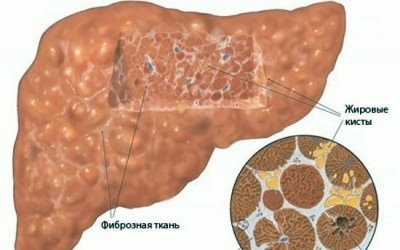 Жировые
кисты
Фиброзная ткань